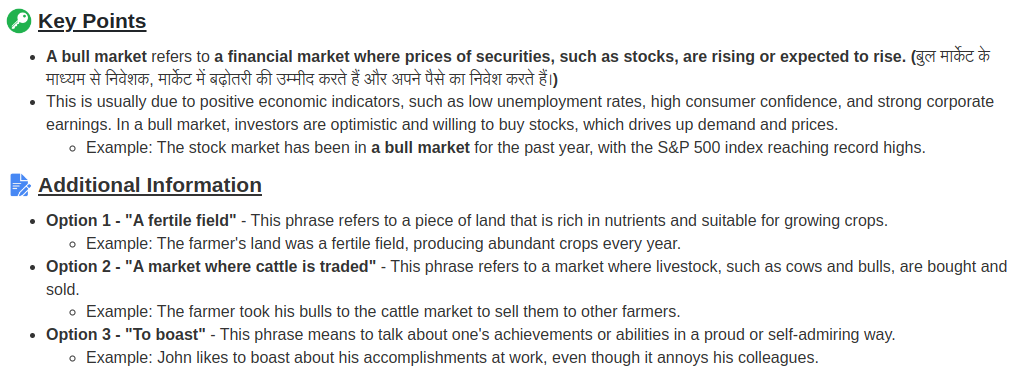 Key Points
• A bull market refers to a financial market where prices of securities, such as stocks, are rising or expected to rise. (बुल मार्केट के
माध्यम से निवेशक, मार्केट में बढ़ोतरी की उम्मीद करते हैं और अपने पैसे का निवेश करते हैं।)
• This is usually due to positive economic indicators, such as low unemployment rates, high consumer confidence, and strong corporate
earnings. In a bull market, investors are optimistic and willing to buy stocks, which drives up demand and prices.
◦ Example: The stock market has been in a bull market for the past year, with the S&P 500 index reaching record highs.
Additional Information
• Option 1 - "A fertile field" - This phrase refers to a piece of land that is rich in nutrients and suitable for growing crops.
◦ Example: The farmer's land was a fertile field, producing abundant crops every year.
• Option 2 - "A market where cattle is traded" - This phrase refers to a market where livestock, such as cows and bulls, are bought and
sold.
◦ Example: The farmer took his bulls to the cattle market to sell them to other farmers.
• Option 3 - "To boast" - This phrase means to talk about one's achievements or abilities in a proud or self-admiring way.
◦ Example: John likes to boast about his accomplishments at work, even though it annoys his colleagues.